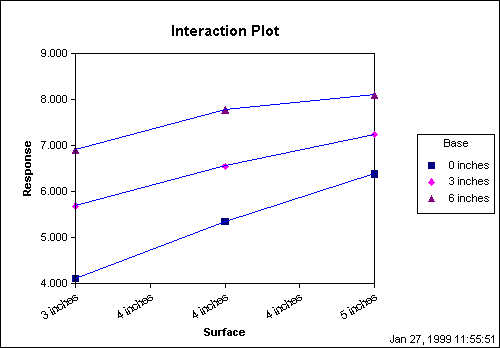 Interaction Plot
9.000
8.000
7.000
6.000
5.000
4.000
Response
3 inches
4 inches
4 inches
4 inches
5 inches
Surface
Base
0 inches
3 inches
6 inches
Jan 27, 1999 11:55:51